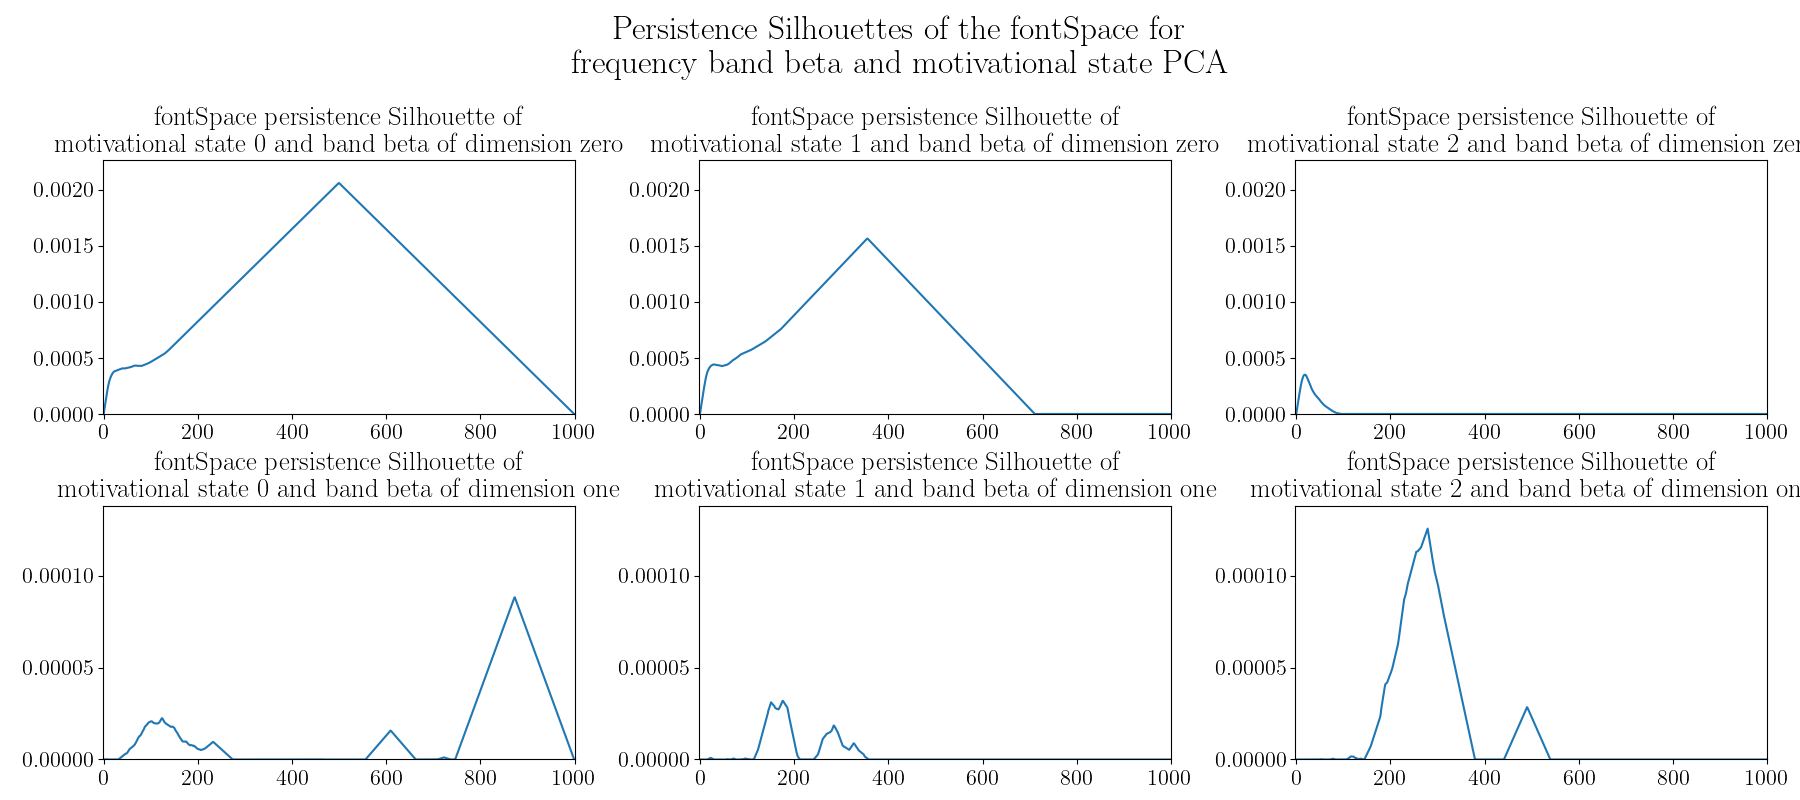 Persistence Silhouettes of the fontSpace for
frequency band beta and motivational state PCA
fontSpace persistence Silhouette of
motivational state 0 and band beta of dimension zero
0.0020
0.0015
0.0010
0.0005
0.0000
0 200 400 600 800 1000
fontSpace persistence Silhouette of
motivational state 1 and band beta of dimension zero
0.0020
0.0015
0.0010
0.0005
0.0000
0 200 400 600 800 1000
fontSpace persistence Silhouette of
motivational state 2 and band beta of dimension zer
0.0020
0.0015
0.0010
0.0005
0.0000
0 200 400 600 800 1000
fontSpace persistence Silhouette of
motivational state 0 and band beta of dimension one
0.00010
0.00005
0.00000
0 200 400 600 800 1000
fontSpace persistence Silhouette of
motivational state 1 and band beta of dimension one
0.00010
0.00005
0.00000
0 200 400 600 800 1000
fontSpace persistence Silhouette of
motivational state 2 and band beta of dimension on
0.00010
0.00005
0.00000
0 200 400 600 800 1000